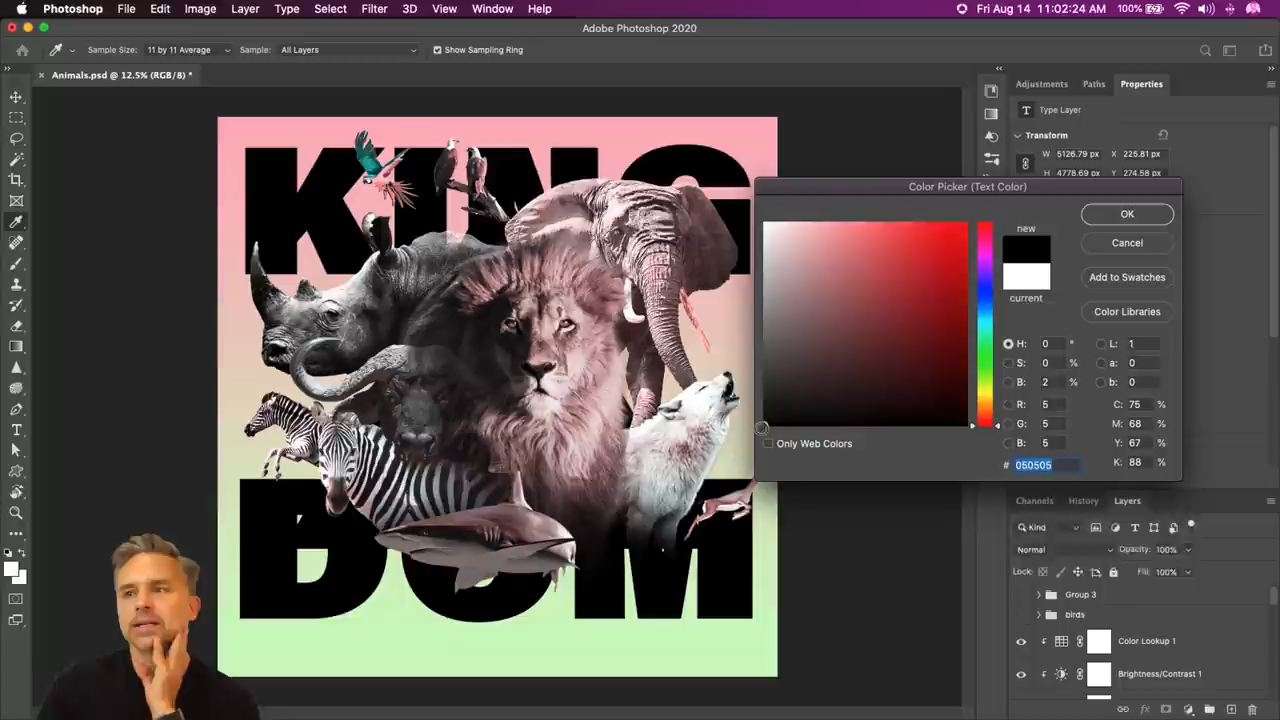 Photoshop File Edit Image Layer Type Select Filter 3D View Window Help 100% Fri Aug 14 11:02:24 AM
Adobe Photoshop 2020
Sample Size: 11 by 11 Average Sample: All Layers Show Sampling Ring
× Animals.psd @ 12.5% (RGB/8) *
Adjustments Paths Properties
T Type Layer
Transform
W 5126.79 px X 225.81 px
H 4778.69 px Y 274.58 px
KING
DOM
Color Picker (Text Color)
new
current
OK
Cancel
Add to Swatches
Color Libraries
H: 0 ° L: 1
S: 0 % a: 0
B: 2 % b: 0
R: 5 C: 75 %
G: 5 M: 68 %
B: 5 Y: 67 %
# 050505 K: 88 %
Only Web Colors
Channels History Layers
Kind
Normal Opacity: 100%
Lock: Fill: 100%
Group 3
birds
Color Lookup 1
Brightness/Contrast 1
fx